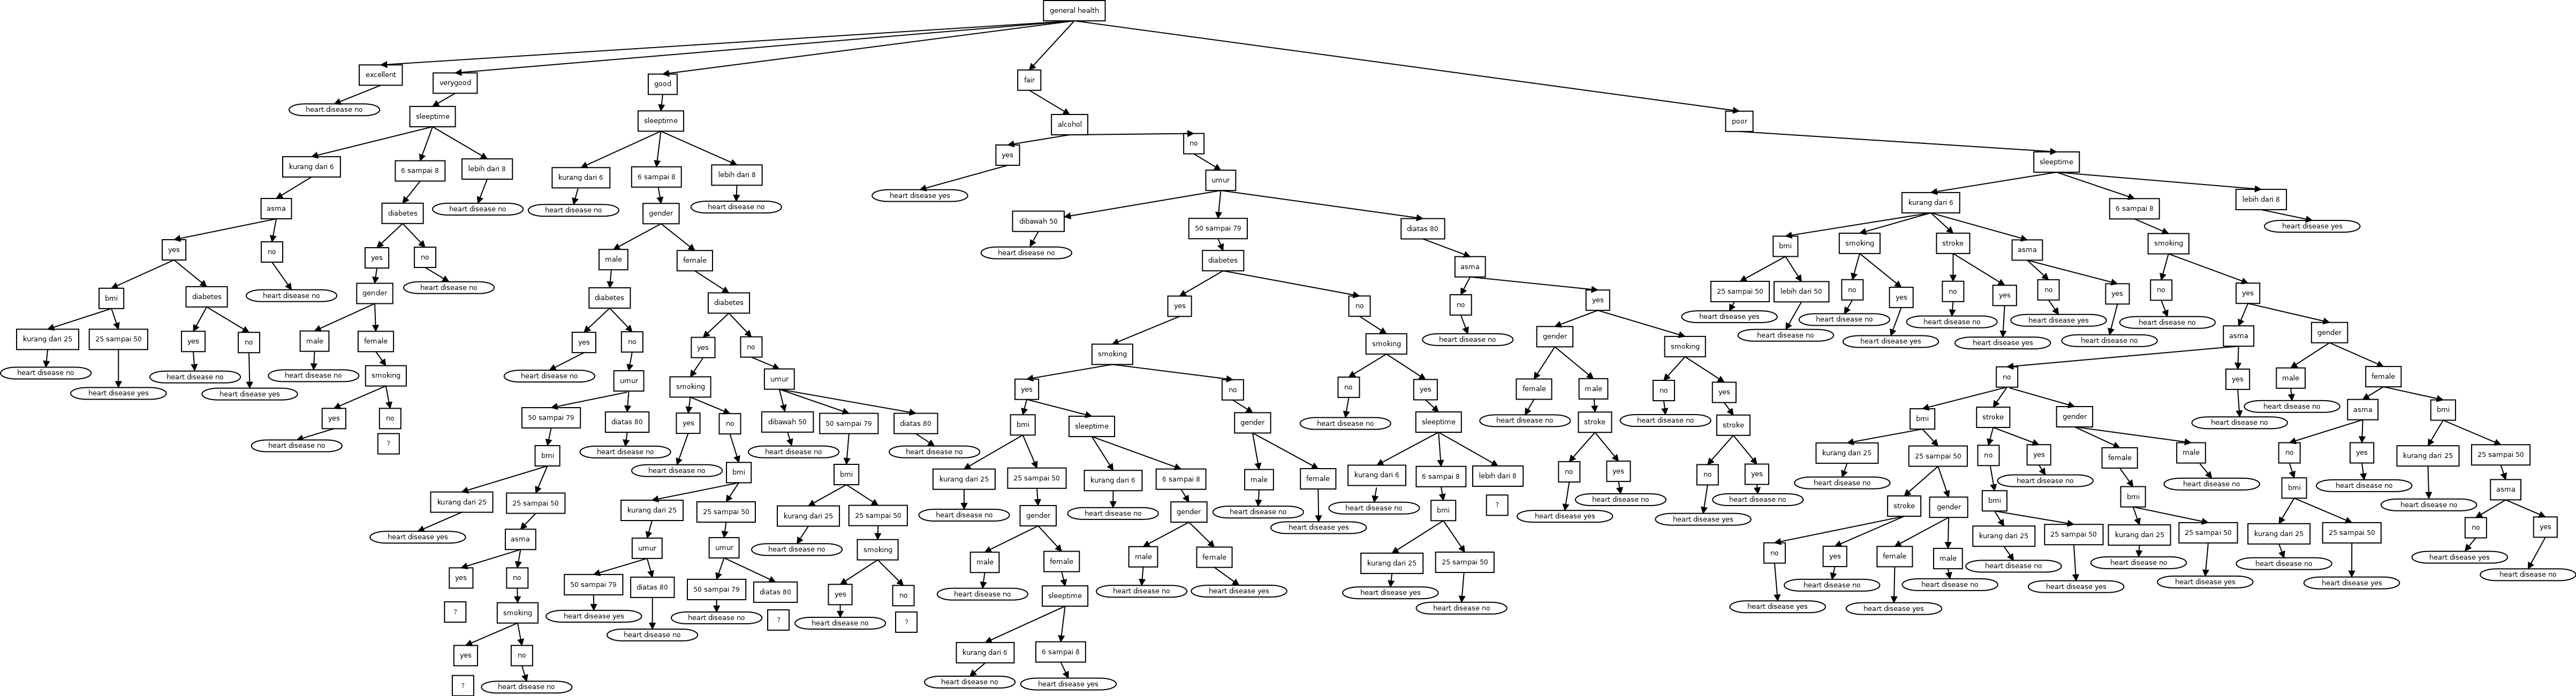 general health
excellent
heart disease no
verygood
sleeptime
kurang dari 6
asma
yes
bmi
kurang dari 25
heart disease no
25 sampai 50
heart disease yes
diabetes
yes
heart disease no
no
heart disease yes
no
heart disease no
6 sampai 8
diabetes
yes
gender
male
heart disease no
female
smoking
yes
heart disease no
no
?
no
heart disease no
lebih dari 8
heart disease no
good
sleeptime
kurang dari 6
heart disease no
6 sampai 8
gender
male
diabetes
yes
heart disease no
no
umur
50 sampai 79
bmi
kurang dari 25
heart disease yes
25 sampai 50
asma
yes
?
no
smoking
yes
?
no
heart disease no
diatas 80
heart disease no
female
diabetes
yes
smoking
yes
heart disease no
no
bmi
kurang dari 25
umur
50 sampai 79
heart disease yes
diatas 80
heart disease no
25 sampai 50
umur
50 sampai 79
heart disease no
diatas 80
?
no
umur
dibawah 50
heart disease no
50 sampai 79
bmi
kurang dari 25
heart disease no
25 sampai 50
smoking
yes
heart disease no
no
?
diatas 80
heart disease no
lebih dari 8
heart disease no
fair
alcohol
yes
heart disease yes
no
umur
dibawah 50
heart disease no
50 sampai 79
diabetes
yes
smoking
yes
bmi
kurang dari 25
heart disease no
25 sampai 50
gender
male
heart disease no
female
sleeptime
kurang dari 6
heart disease no
6 sampai 8
heart disease yes
sleeptime
kurang dari 6
heart disease no
6 sampai 8
gender
male
heart disease no
female
heart disease yes
no
gender
male
heart disease no
female
heart disease yes
no
smoking
no
heart disease no
yes
sleeptime
kurang dari 6
heart disease no
6 sampai 8
bmi
kurang dari 25
heart disease yes
25 sampai 50
heart disease no
lebih dari 8
?
diatas 80
asma
no
heart disease no
yes
gender
female
heart disease no
male
stroke
no
heart disease yes
yes
heart disease no
smoking
no
heart disease no
yes
stroke
no
heart disease yes
yes
heart disease no
poor
sleeptime
kurang dari 6
bmi
25 sampai 50
heart disease yes
lebih dari 50
heart disease no
smoking
no
heart disease no
yes
heart disease yes
stroke
no
heart disease no
yes
heart disease yes
asma
no
heart disease yes
yes
heart disease no
6 sampai 8
smoking
no
heart disease no
yes
asma
no
bmi
kurang dari 25
heart disease no
25 sampai 50
stroke
no
heart disease yes
yes
heart disease no
gender
female
heart disease yes
male
heart disease no
stroke
no
bmi
kurang dari 25
heart disease no
25 sampai 50
heart disease yes
yes
heart disease no
gender
female
bmi
kurang dari 25
heart disease no
25 sampai 50
heart disease yes
male
heart disease no
yes
heart disease no
gender
male
heart disease no
female
asma
no
bmi
kurang dari 25
heart disease no
25 sampai 50
heart disease yes
yes
heart disease no
bmi
kurang dari 25
heart disease no
25 sampai 50
asma
no
heart disease yes
yes
heart disease no
lebih dari 8
heart disease yes